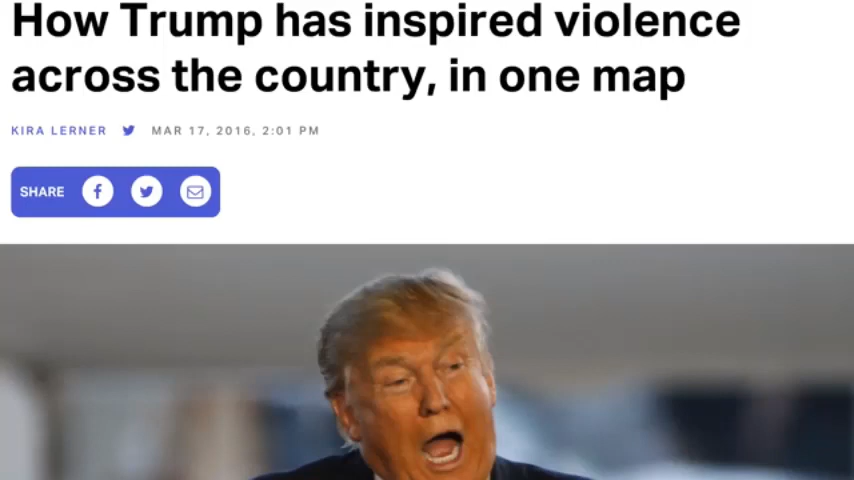 How Trump has inspired violence
across the country, in one map
KIRA LERNER MAR 17, 2016, 2:01 PM
SHARE